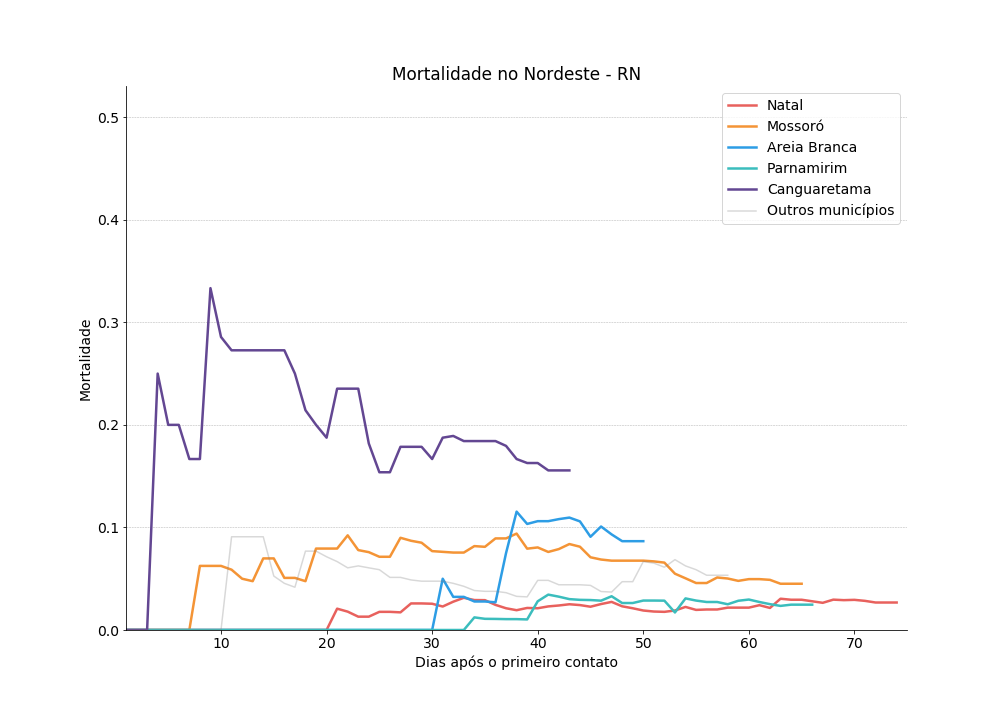 Mortalidade no Nordeste - RN
Natal
Mossoró
Areia Branca
Parnamirim
Canguaretama
Outros municípios
Mortalidade
0.5
0.4
0.3
0.2
0.1
0.0
10 20 30 40 50 60 70
Dias após o primeiro contato